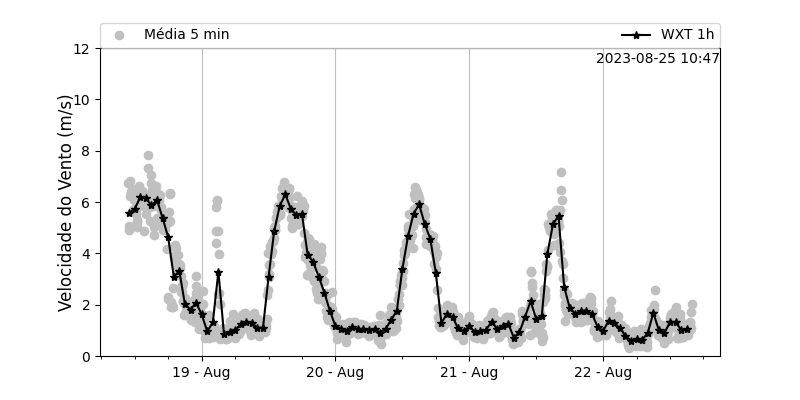 Média 5 min
WXT 1h
2023-08-25 10:47
Velocidade do Vento (m/s)
12
10
8
6
4
2
0
19 - Aug
20 - Aug
21 - Aug
22 - Aug